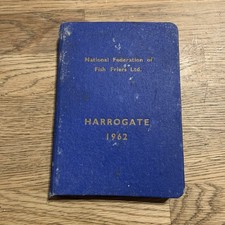 National Federation of
Fish Friers Ltd.
HARROGATE
1962